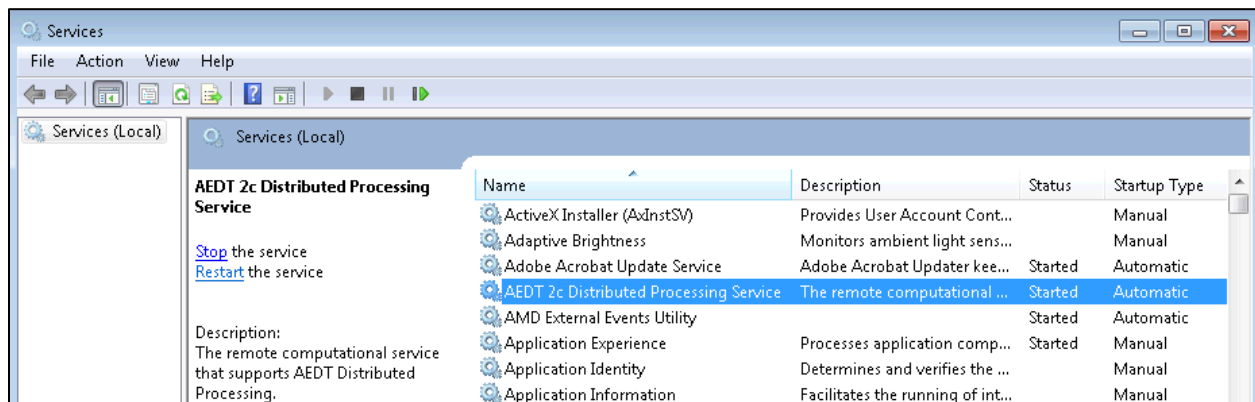 Services
File Action View Help
Services (Local)
Services (Local)
AEDT 2c Distributed Processing
Service
Stop the service
Restart the service
Description:
The remote computational service
that supports AEDT Distributed
Processing.
Name Description Status Startup Type
ActiveX Installer (AxInstSV) Provides User Account Cont... Manual
Adaptive Brightness Monitors ambient light sens... Manual
Adobe Acrobat Update Service Adobe Acrobat Updater kee... Started Automatic
AEDT 2c Distributed Processing Service The remote computational ... Started Automatic
AMD External Events Utility Started Automatic
Application Experience Processes application comp... Started Manual
Application Identity Determines and verifies the ... Manual
Application Information Facilitates the running of int... Manual